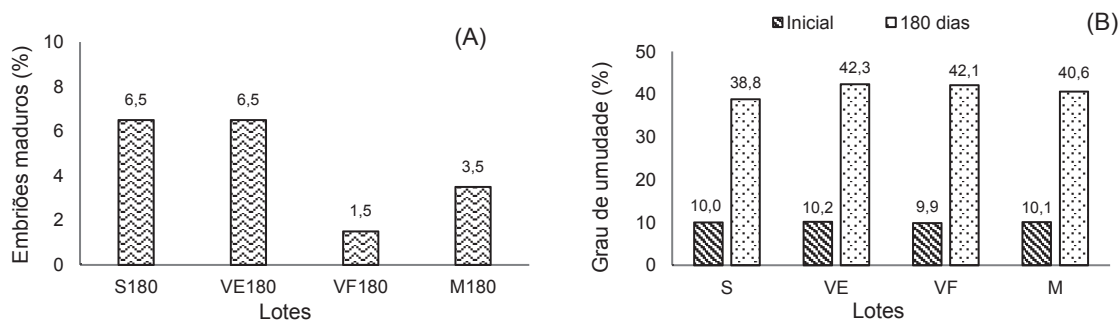 (A)
Embriões maduros (%)
10
8
6
4
2
0
6,5
6,5
1,5
3,5
S180 VE180 VF180 M180
Lotes
Inicial 180 dias
(B)
Grau de umudade (%)
50
40
30
20
10
0
10,0 38,8
10,2 42,3
9,9 42,1
10,1 40,6
S VE VF M
Lotes